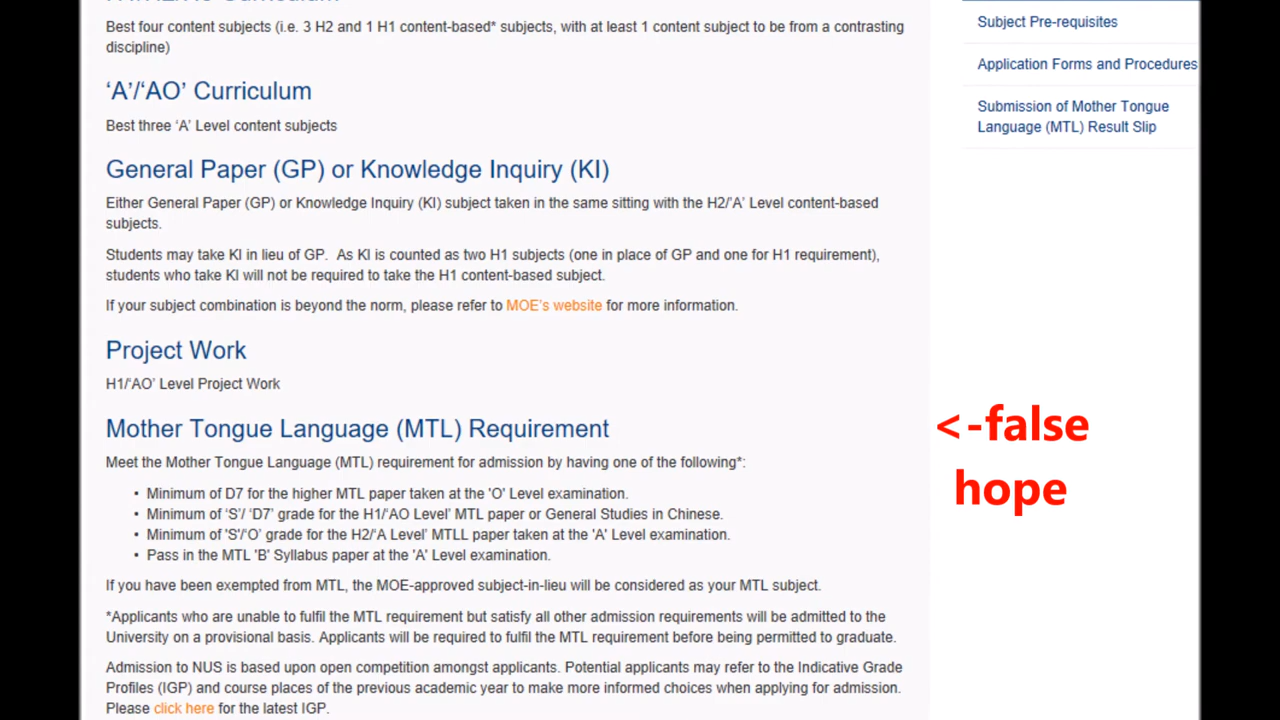 Best four content subjects (i.e. 3 H2 and 1 H1 content-based* subjects, with at least 1 content subject to be from a contrasting
discipline)
‘A’/‘AO’ Curriculum
Best three ‘A’ Level content subjects
General Paper (GP) or Knowledge Inquiry (KI)
Either General Paper (GP) or Knowledge Inquiry (KI) subject taken in the same sitting with the H2/‘A’ Level content-based
subjects.
Students may take KI in lieu of GP.  As KI is counted as two H1 subjects (one in place of GP and one for H1 requirement),
students who take KI will not be required to take the H1 content-based subject.
If your subject combination is beyond the norm, please refer to MOE's website for more information.
Project Work
H1/‘AO’ Level Project Work
Mother Tongue Language (MTL) Requirement
Meet the Mother Tongue Language (MTL) requirement for admission by having one of the following*:
• Minimum of D7 for the higher MTL paper taken at the 'O' Level examination.
• Minimum of ‘S’/ ‘D7’ grade for the H1/‘AO Level’ MTL paper or General Studies in Chinese.
• Minimum of 'S'/‘O’ grade for the H2/‘A Level’ MTLL paper taken at the 'A' Level examination.
• Pass in the MTL 'B' Syllabus paper at the 'A' Level examination.
If you have been exempted from MTL, the MOE-approved subject-in-lieu will be considered as your MTL subject.
*Applicants who are unable to fulfil the MTL requirement but satisfy all other admission requirements will be admitted to the
University on a provisional basis. Applicants will be required to fulfil the MTL requirement before being permitted to graduate.
Admission to NUS is based upon open competition amongst applicants. Potential applicants may refer to the Indicative Grade
Profiles (IGP) and course places of the previous academic year to make more informed choices when applying for admission.
Please click here for the latest IGP.
Subject Pre-requisites
Application Forms and Procedures
Submission of Mother Tongue
Language (MTL) Result Slip
<-false
hope